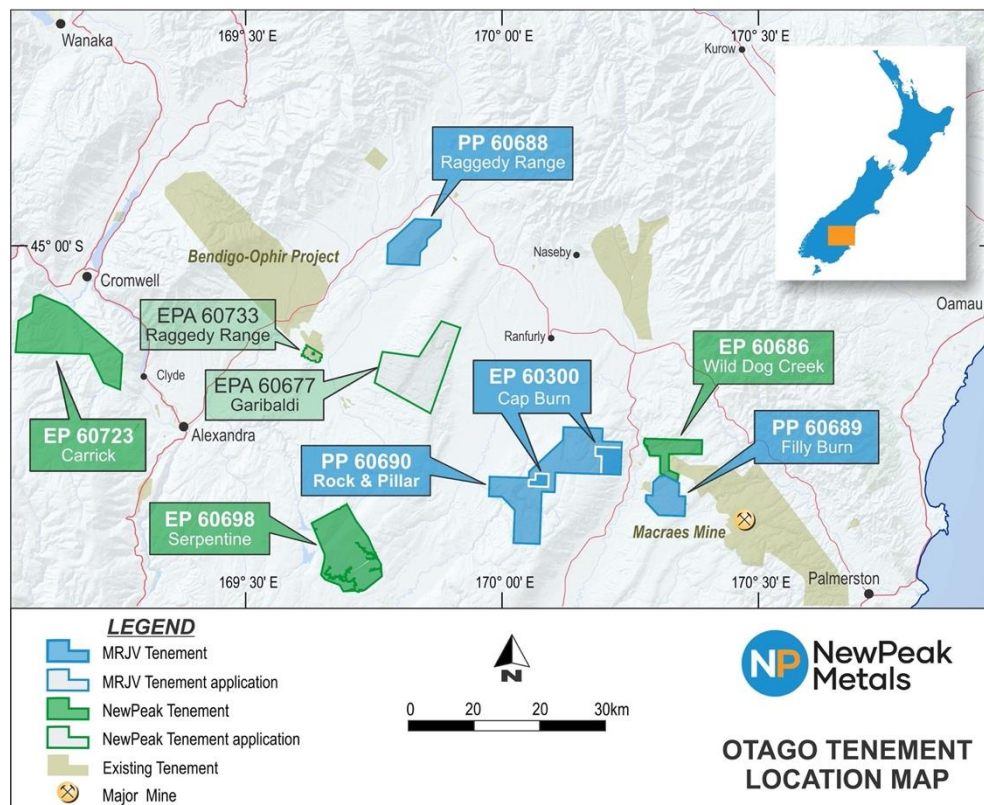 Wanaka
169° 30' E
170° 00' E
170° 30' E
Kurow
PP 60688
Raggedy Range
45° 00' S
Bendigo-Ophir Project
Naseby
Cromwell
Oamau
EPA 60733
Raggedy Range
Ranfurly
EP 60686
Wild Dog Creek
EP 60300
Cap Burn
Clyde
EPA 60677
Garibaldi
EP 60723
Carrick
Alexandra
PP 60690
Rock & Pillar
PP 60689
Filly Burn
EP 60698
Serpentine
Macraes Mine
169° 30' E
170° 00' E
170° 30' E
Palmerston
LEGEND
MRJV Tenement
MRJV Tenement application
NewPeak Tenement
NewPeak Tenement application
Existing Tenement
Major Mine
N
0 20 20 30km
NP NewPeak
Metals
OTAGO TENEMENT
LOCATION MAP